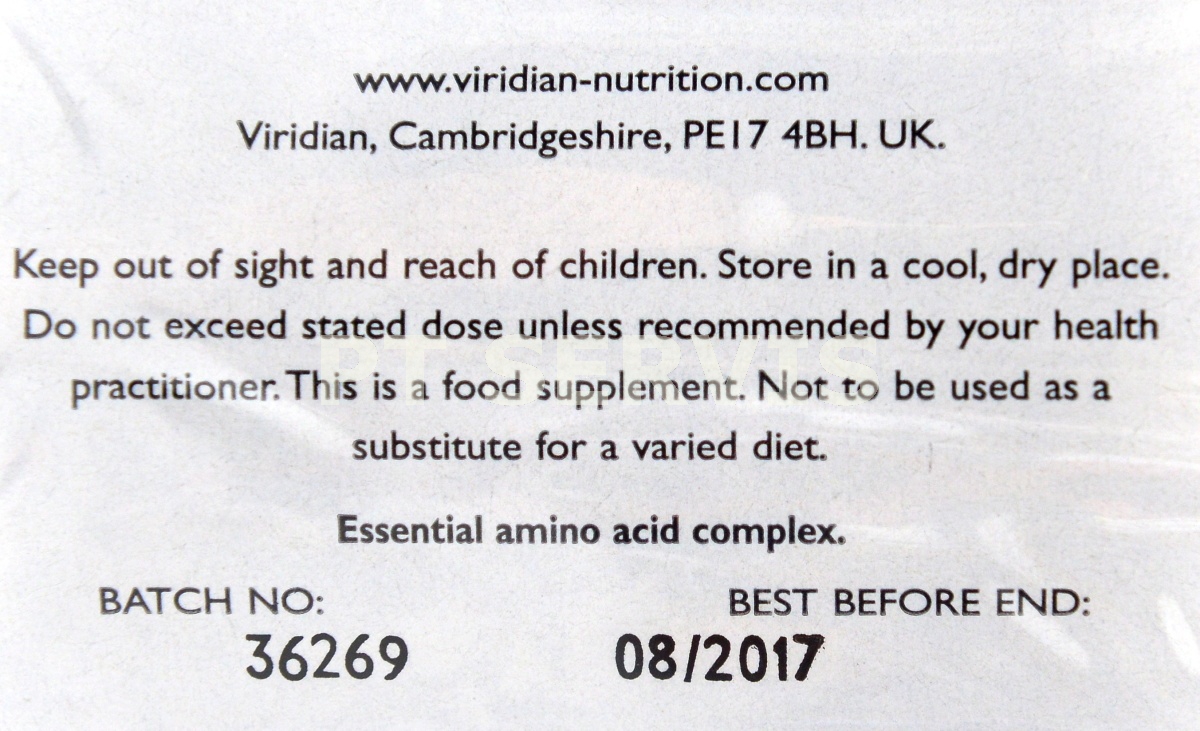 www.viridian-nutrition.com
Viridian, Cambridgeshire, PE17 4BH. UK.
Keep out of sight and reach of children. Store in a cool, dry place.
Do not exceed stated dose unless recommended by your health
practitioner. This is a food supplement. Not to be used as a
substitute for a varied diet.
Essential amino acid complex.
BATCH NO: BEST BEFORE END:
36269 08/2017